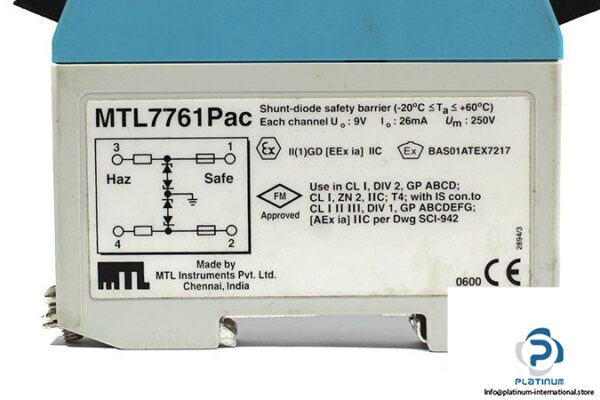 MTL7761Pac
Shunt-diode safety barrier (-20°C ≤Ta ≤ +60°C)
Each channel Uo: 9V Io: 26mA Um: 250V
3 1
Haz Safe
4 2
Ex II(1)GD [EEx ia] IIC Ex BAS01ATEX7217
FM
Approved
Use in CL I, DIV 2, GP ABCD;
CL I, ZN 2, IIC; T4; with IS con.to
CL I II III, DIV 1, GP ABCDEFG;
[AEx ia] IIC per Dwg SCI-942
2894/3
MTL
Made by
MTL Instruments Pvt. Ltd.
Chennai, India
0600 CE
PLATINUM
info@platinum-international.store